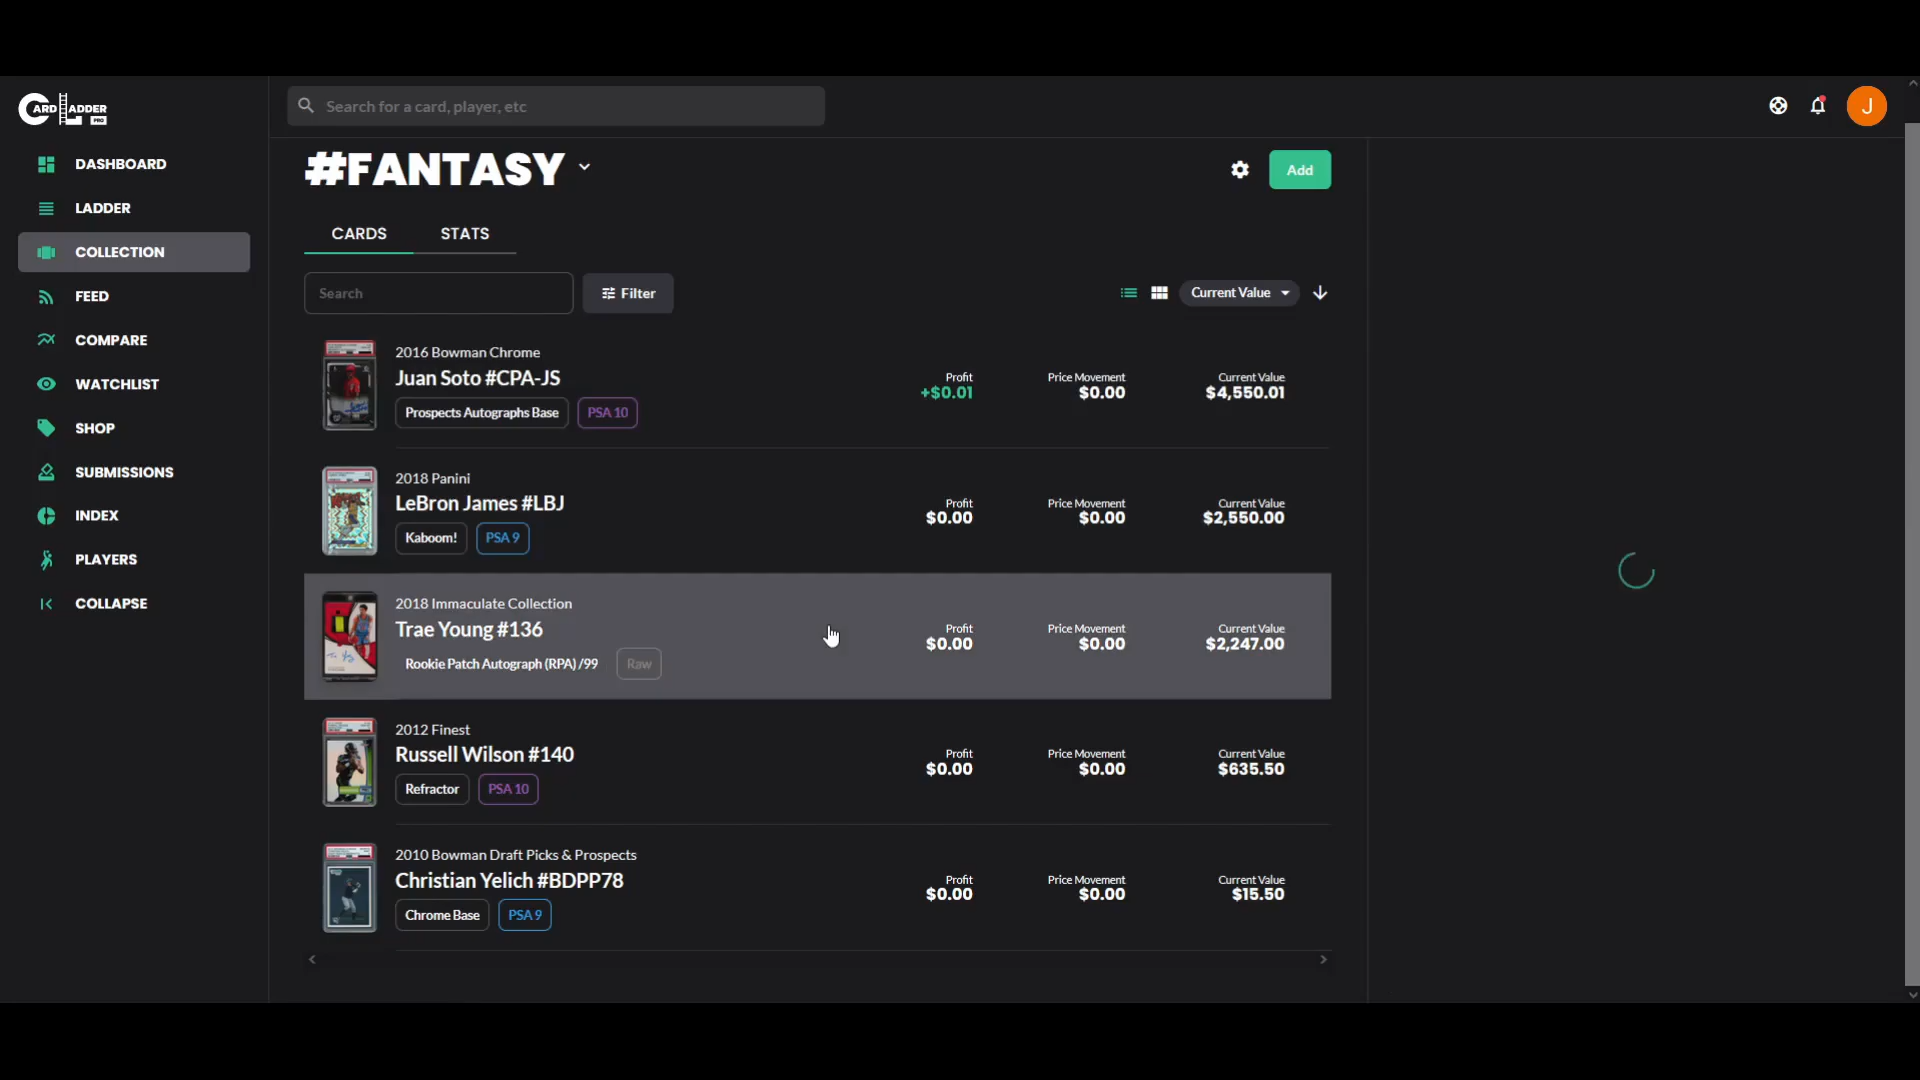 CARD LADDER
PRO
Search for a card, player, etc
J
DASHBOARD
LADDER
COLLECTION
FEED
COMPARE
WATCHLIST
SHOP
SUBMISSIONS
INDEX
PLAYERS
COLLAPSE
#FANTASY
Add
CARDS STATS
Search
Filter
Current Value
2016 Bowman Chrome
Juan Soto #CPA-JS
Prospects Autographs Base PSA 10
Profit Price Movement Current Value
+$0.01 $0.00 $4,550.01
2018 Panini
LeBron James #LBJ
Kaboom! PSA 9
Profit Price Movement Current Value
$0.00 $0.00 $2,550.00
2018 Immaculate Collection
Trae Young #136
Rookie Patch Autograph (RPA) /99 Raw
Profit Price Movement Current Value
$0.00 $0.00 $2,247.00
2012 Finest
Russell Wilson #140
Refractor PSA 10
Profit Price Movement Current Value
$0.00 $0.00 $635.50
2010 Bowman Draft Picks & Prospects
Christian Yelich #BDPP78
Chrome Base PSA 9
Profit Price Movement Current Value
$0.00 $0.00 $15.50